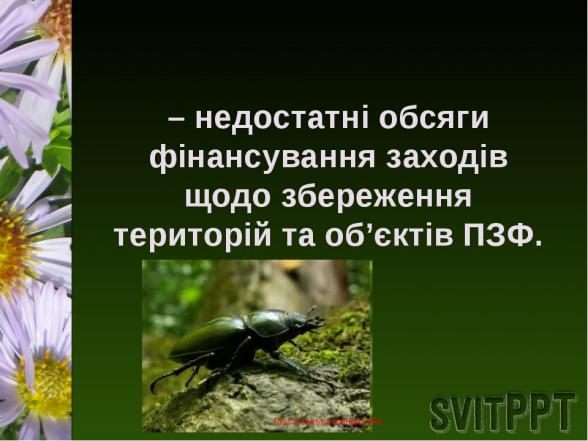 – недостатні обсяги
фінансування заходів
щодо збереження
територій та об’єктів ПЗФ.
SVITPPT